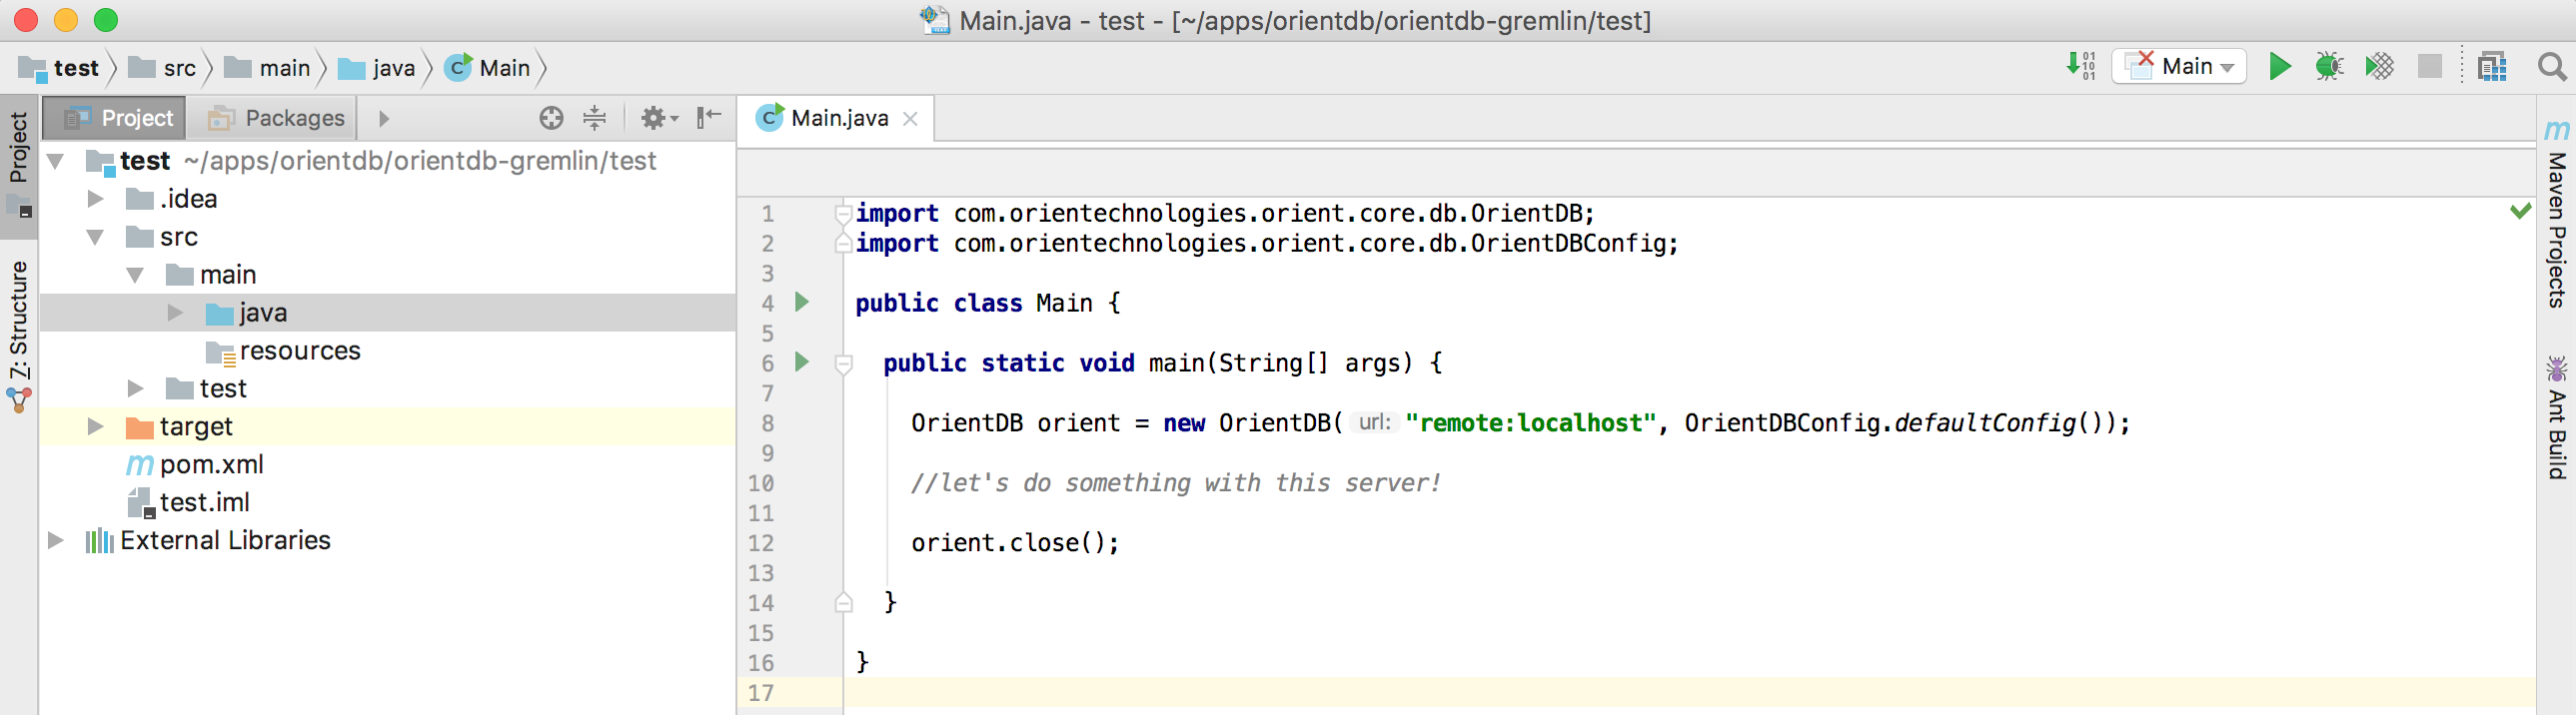 Main.java - test - [~/apps/orientdb/orientdb-gremlin/test]
test src main java Main
01
10
01
Main
Project Packages
Main.java
Project
7: Structure
test ~/apps/orientdb/orientdb-gremlin/test
.idea
src
main
java
resources
test
target
pom.xml
test.iml
External Libraries
1 import com.orientechnologies.orient.core.db.OrientDB;
2 import com.orientechnologies.orient.core.db.OrientDBConfig;
3
4 public class Main {
5
6 public static void main(String[] args) {
7
8 OrientDB orient = new OrientDB( url: "remote:localhost", OrientDBConfig.defaultConfig());
9
10 //let's do something with this server!
11
12 orient.close();
13
14 }
15
16 }
17
Maven Projects
Ant Build